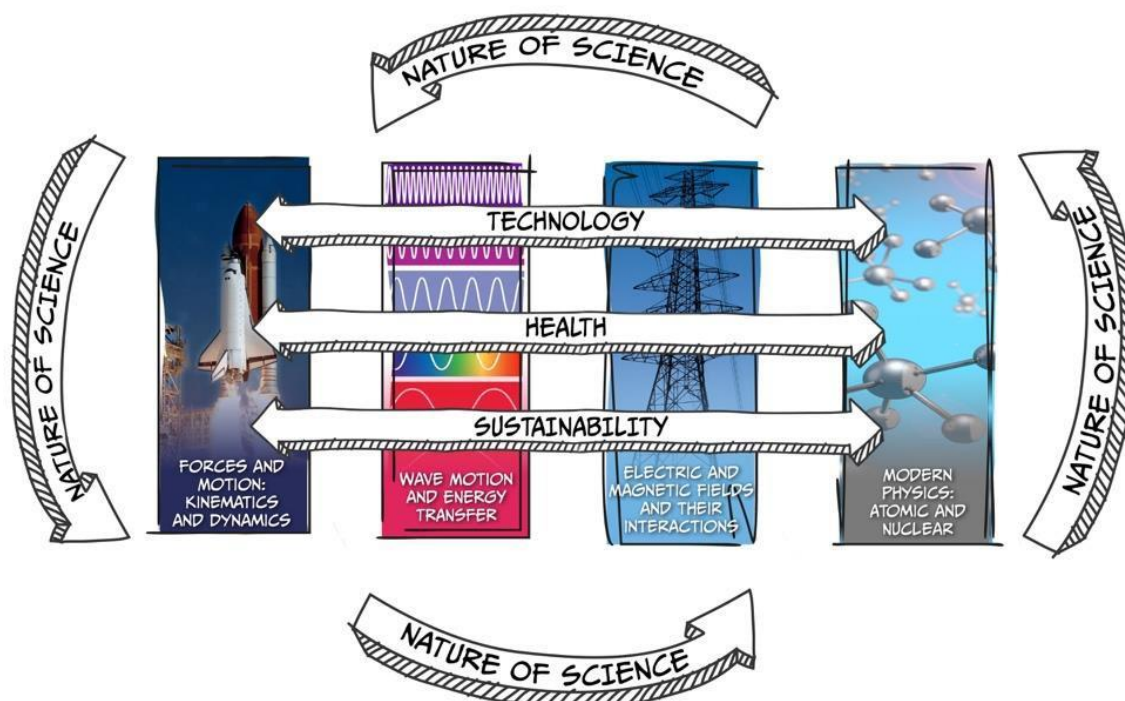 NATURE OF SCIENCE
NATURE OF SCIENCE
TECHNOLOGY
HEALTH
SUSTAINABILITY
FORCES AND
MOTION:
KINEMATICS
AND DYNAMICS
WAVE MOTION
AND ENERGY
TRANSFER
ELECTRIC AND
MAGNETIC FIELDS
AND THEIR
INTERACTIONS
MODERN
PHYSICS:
ATOMIC AND
NUCLEAR
NATURE OF SCIENCE
NATURE OF SCIENCE